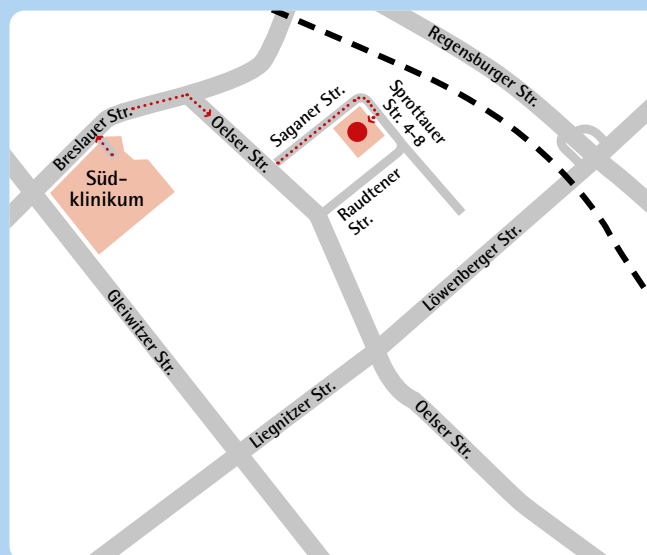 Regensburger Str.
Breslauer Str.
Saganer Str.
Sprottauer
Str. 4–8
Oelser Str.
Süd-
klinikum
Raudtener
Str.
Löwenberger Str.
Gleiwitzer Str.
Liegnitzer Str.
Oelser Str.